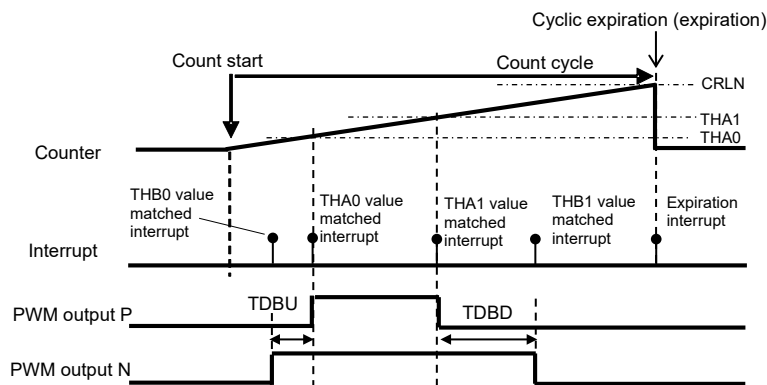 Cyclic expiration (expiration)
Count start
Count cycle
CRLN
THA1
THA0
Counter
THB0 value
matched
interrupt
THA0 value
matched
interrupt
THA1 value
matched
interrupt
THB1 value
matched
interrupt
Expiration
interrupt
Interrupt
TDBU
TDBD
PWM output P
PWM output N